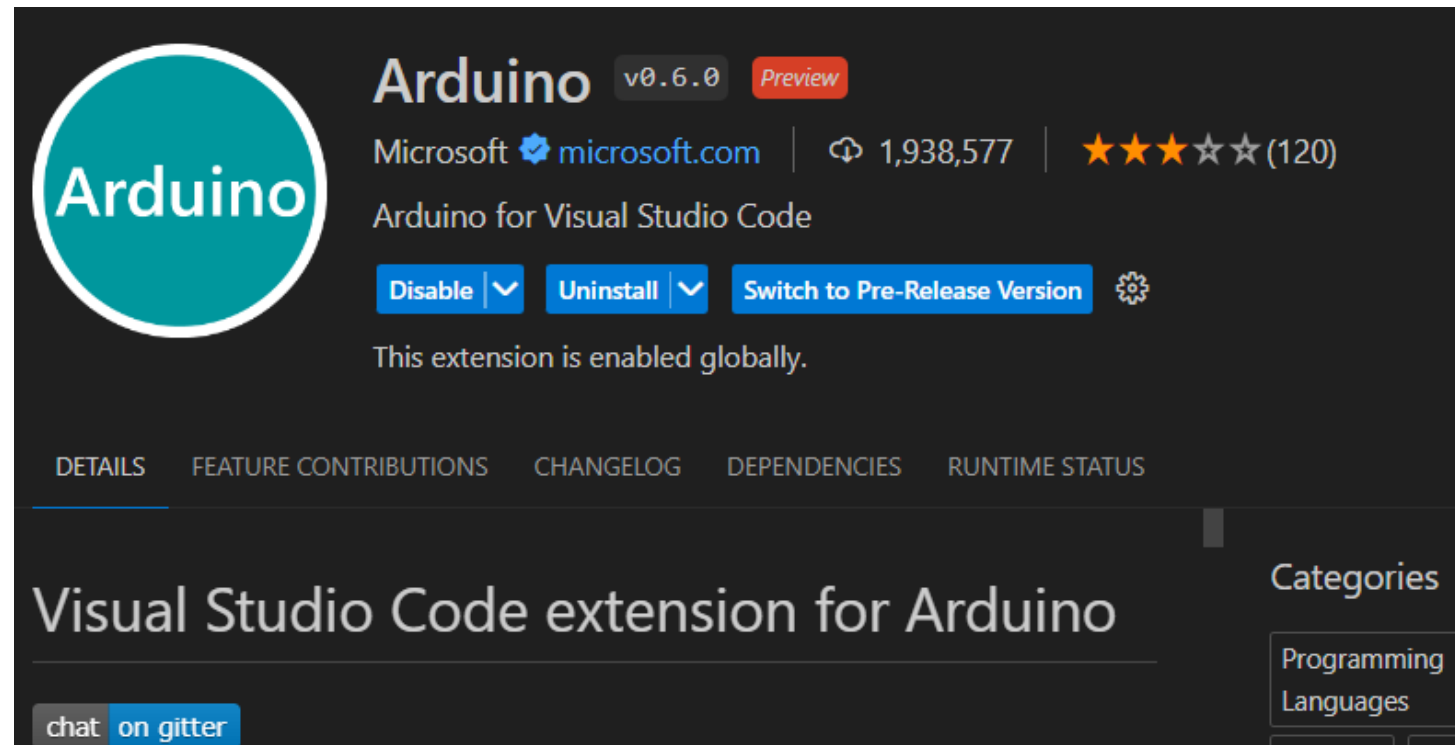 Arduino
Arduino v0.6.0 Preview
Microsoft microsoft.com 1,938,577 (120)
Arduino for Visual Studio Code
Disable Uninstall Switch to Pre-Release Version
This extension is enabled globally.
DETAILS FEATURE CONTRIBUTIONS CHANGELOG DEPENDENCIES RUNTIME STATUS
Visual Studio Code extension for Arduino
chat on gitter
Categories
Programming
Languages